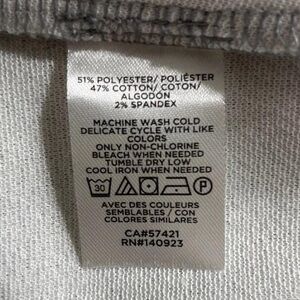 51% POLYESTER/ POLIÉSTER
47% COTTON/ COTON/
ALGODÓN
2% SPANDEX
MACHINE WASH COLD
DELICATE CYCLE WITH LIKE
COLORS
ONLY NON-CHLORINE
BLEACH WHEN NEEDED
TUMBLE DRY LOW
COOL IRON WHEN NEEDED
30 P
AVEC DES COULEURS
SEMBLABLES / CON
COLORES SIMILARES
CA#57421
RN#140923